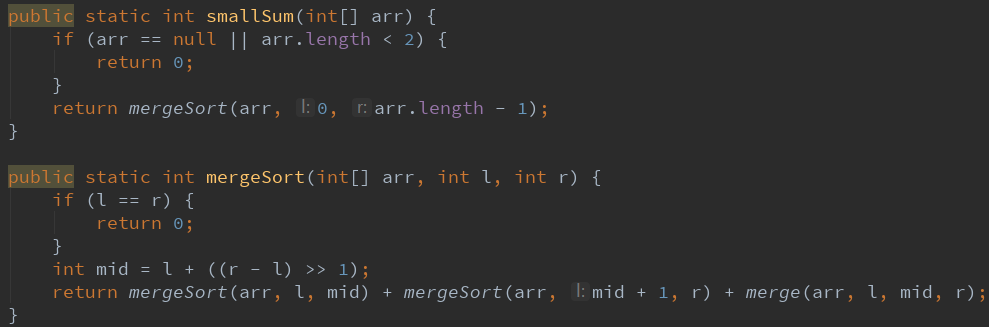 public static int smallSum(int[] arr) {
    if (arr == null || arr.length < 2) {
        return 0;
    }
    return mergeSort(arr, l: 0, r: arr.length - 1);
}

public static int mergeSort(int[] arr, int l, int r) {
    if (l == r) {
        return 0;
    }
    int mid = l + ((r - l) >> 1);
    return mergeSort(arr, l, mid) + mergeSort(arr, l: mid + 1, r) + merge(arr, l, mid, r);
}